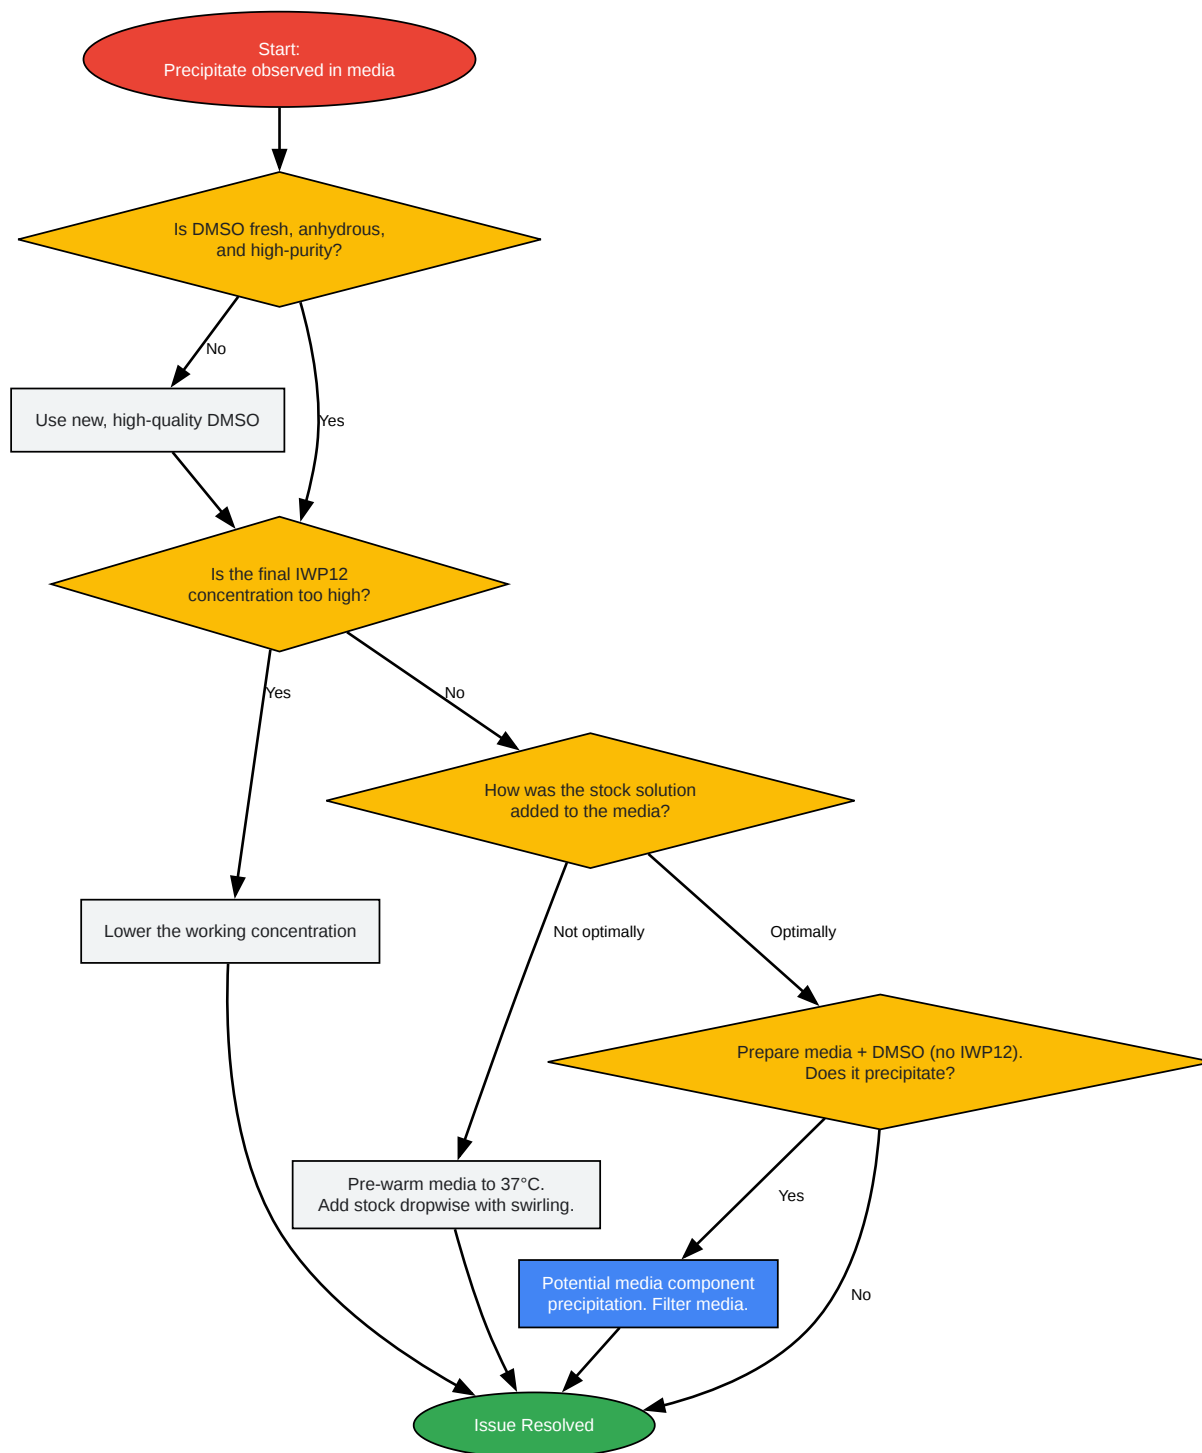 Start:
Precipitate observed in media
Is DMSO fresh, anhydrous,
and high-purity?
No
Yes
Use new, high-quality DMSO
Is the final IWP12
concentration too high?
Yes
No
How was the stock solution
added to the media?
Lower the working concentration
Not optimally
Optimally
Prepare media + DMSO (no IWP12).
Does it precipitate?
Pre-warm media to 37°C.
Add stock dropwise with swirling.
Yes
Potential media component
precipitation. Filter media.
No
Issue Resolved